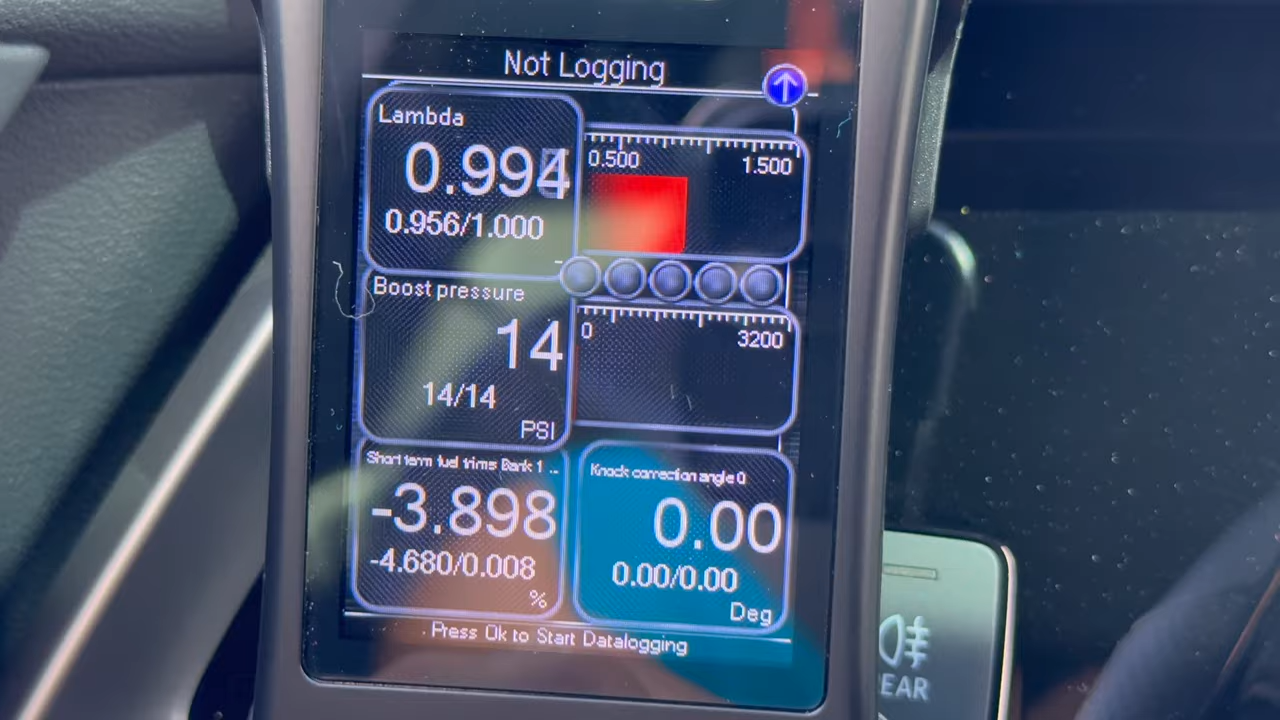 Not Logging
Lambda
0.994
0.956/1.000
0.500 1.500
Boost pressure
14
14/14
PSI
0 3200
Short term fuel trims Bank 1 ..
-3.898
-4.680/0.008
%
Knock correction angle 0
0.00
0.00/0.00
Deg
Press Ok to Start Datalogging
REAR